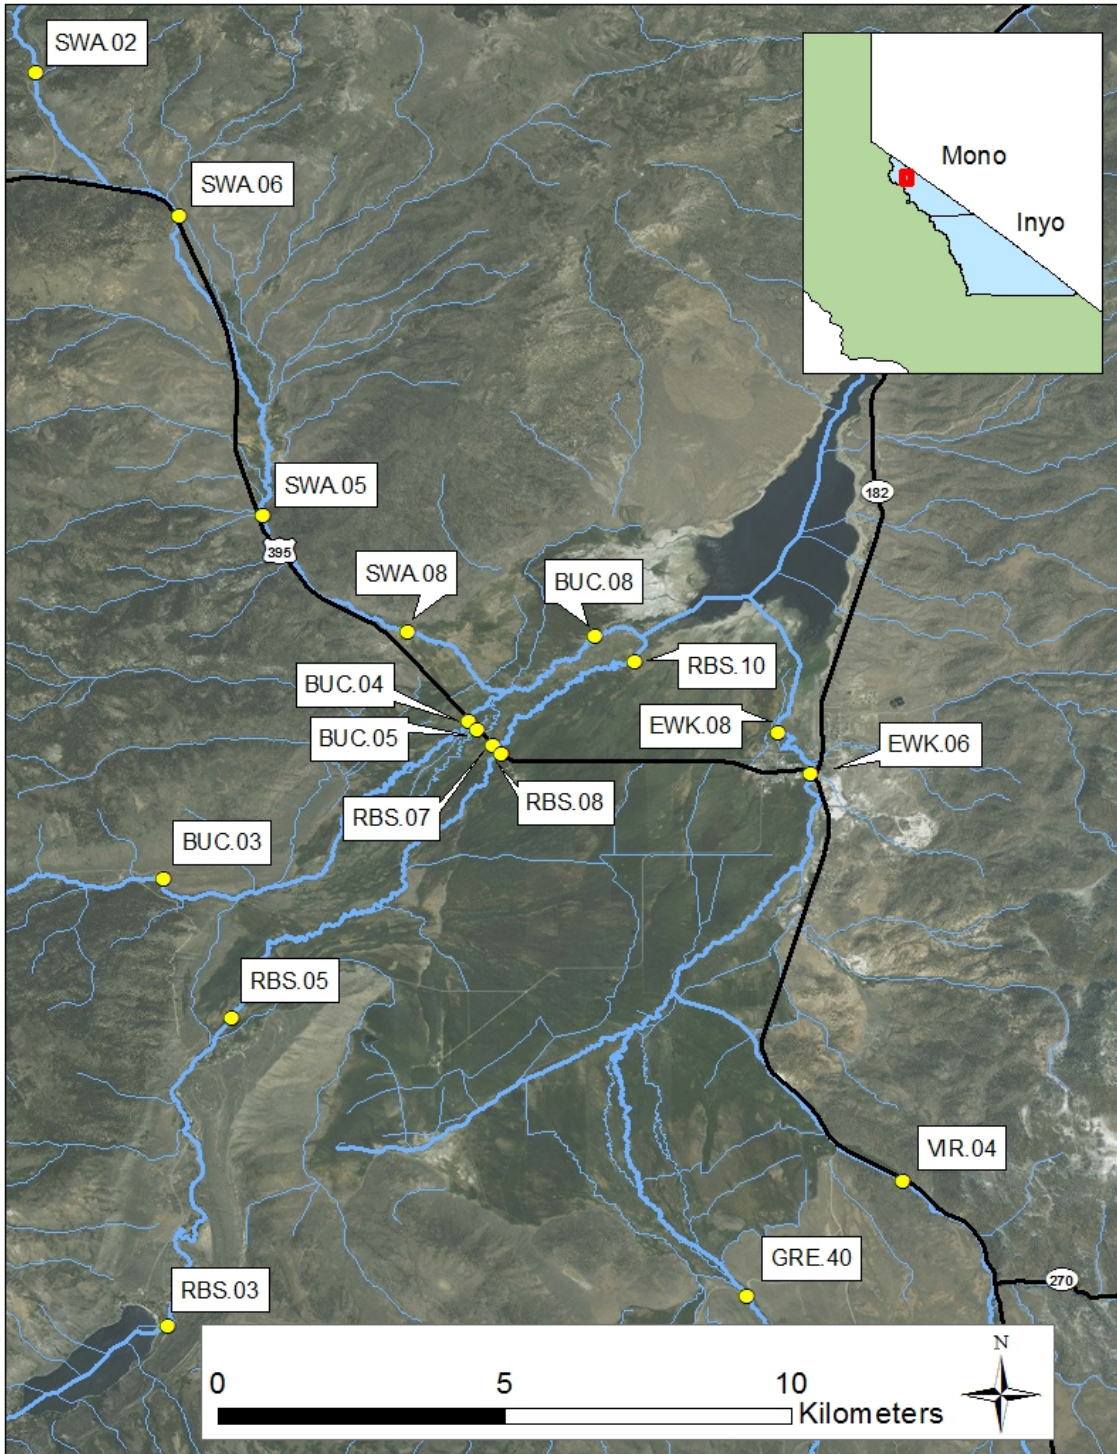 SWA.02
Mono
SWA.06
Inyo
SWA.05
182
395
SWA.08
BUC.08
RBS.10
BUC.04
EWK.08
BUC.05
EWK.06
RBS.07
RBS.08
BUC.03
RBS.05
VIR.04
GRE.40
RBS.03
270
N
0 5 10
Kilometers